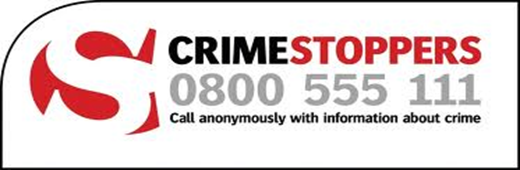 CRIMESTOPPERS
0800 555 111
Call anonymously with information about crime